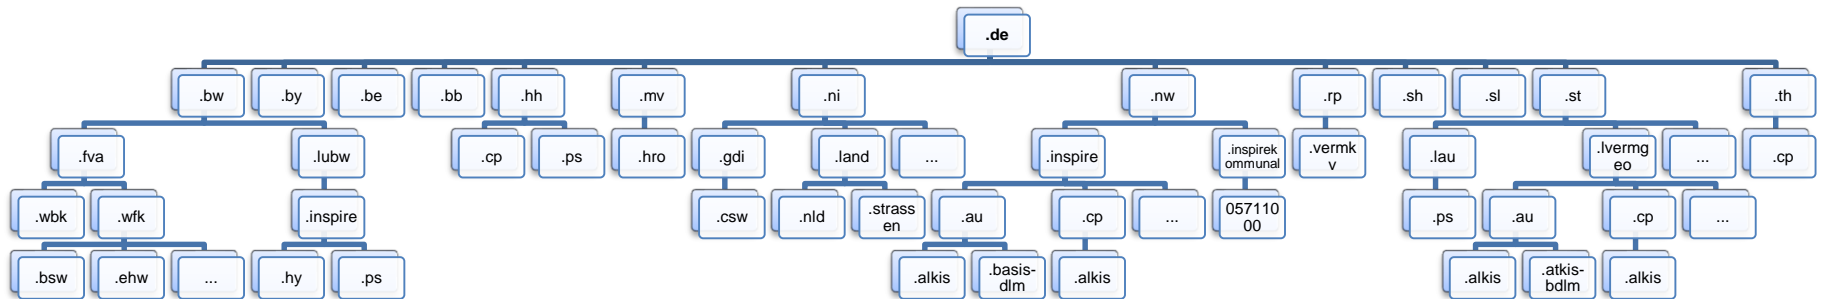 .de
.bw
.by
.be
.bb
.hh
.mv
.ni
.nw
.rp
.sh
.sl
.st
.th
.fva
.lubw
.cp
.ps
.hro
.gdi
.land
...
.inspire
.inspirek
ommunal
.vermk
v
.lau
.lvermg
eo
...
.cp
.wbk
.wfk
.inspire
.csw
.nld
.strass
en
.au
.cp
...
057110
00
.ps
.au
.cp
...
.bsw
.ehw
...
.hy
.ps
.alkis
.basis-
dlm
.alkis
.alkis
.atkis-
bdlm
.alkis